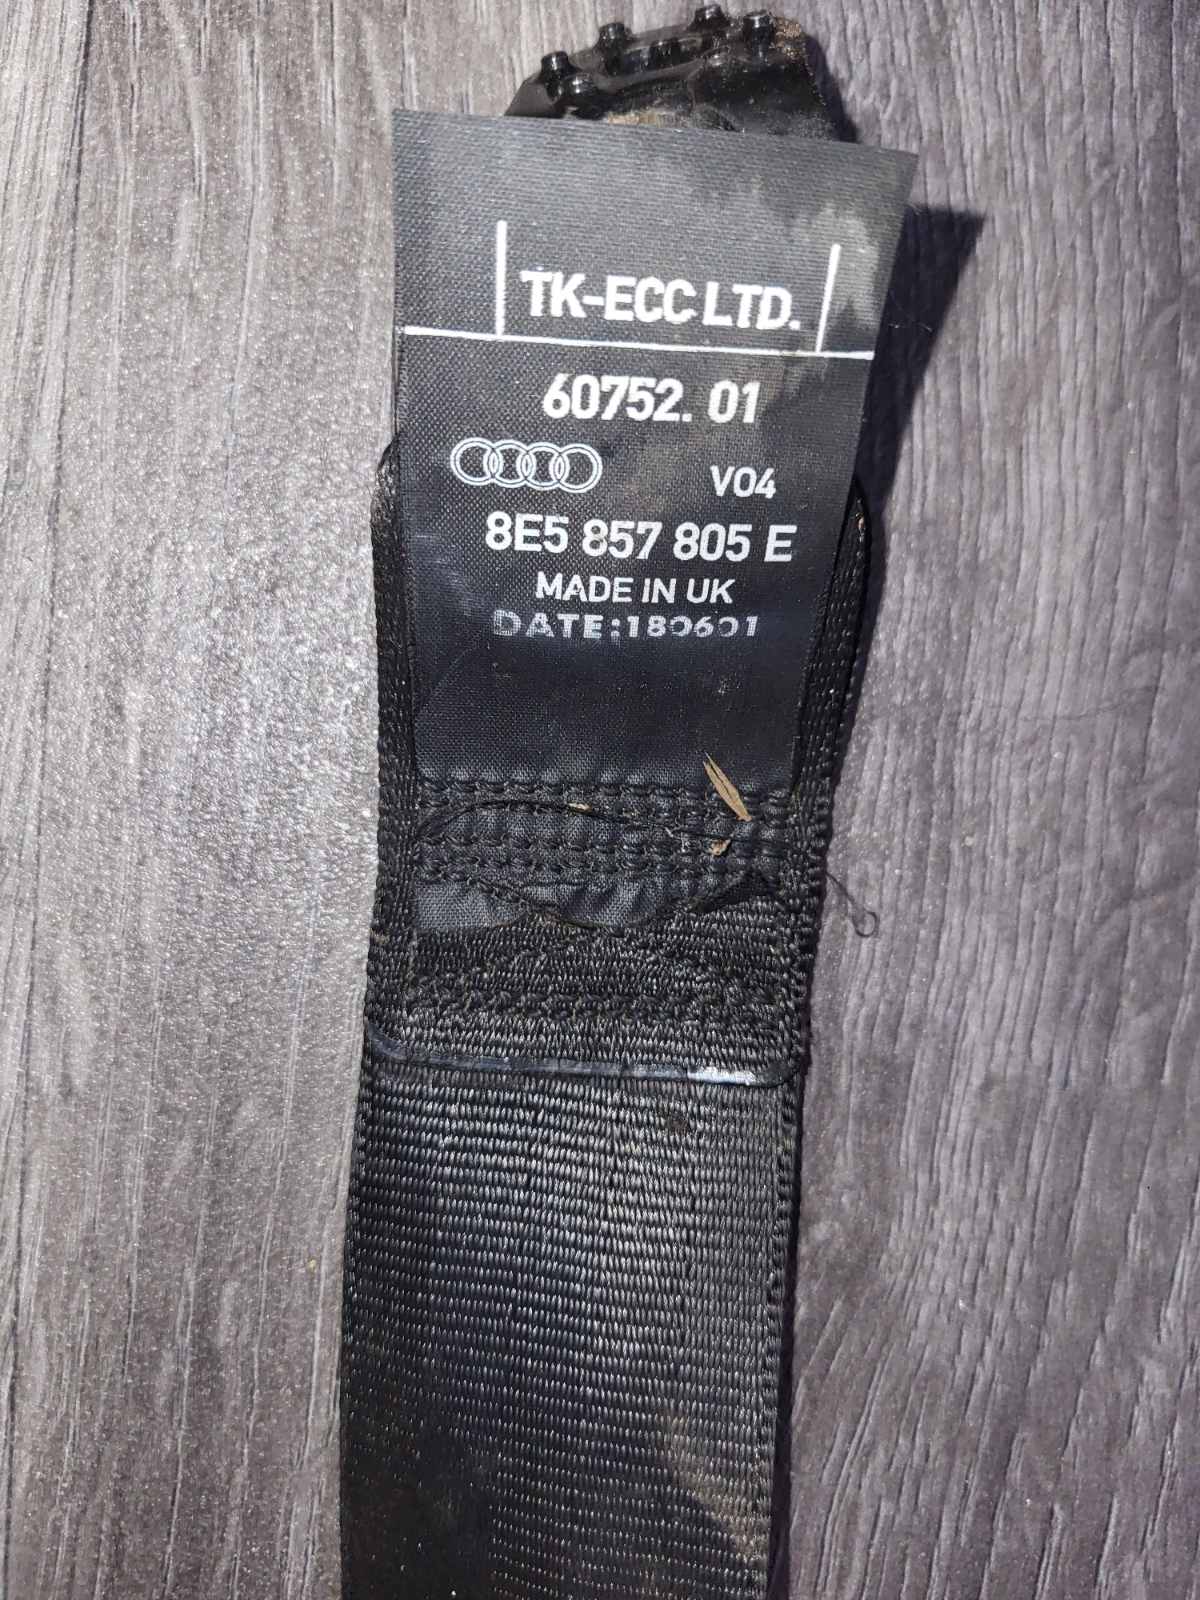 TK-ECC LTD.
60752. 01
V04
8E5 857 805 E
MADE IN UK
DATE:180601